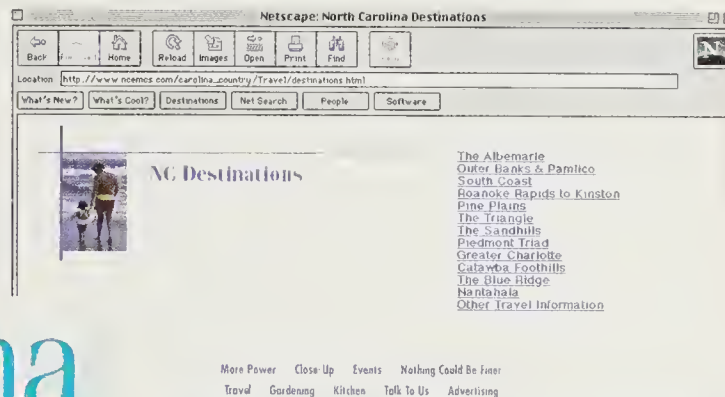 Netscape: North Carolina Destinations
Back Home Reload Images Open Print Find
Location http://www.ncemcs.com/carolina_country/Travel/destinations.html
What's New? What's Cool? Destinations Net Search People Software
N
NC Destinations
The Albemarle
Outer Banks & Pamlico
South Coast
Roanoke Rapids to Kinston
Pine Plains
The Triangle
The Sandhills
Piedmont Triad
Greater Charlotte
Catawba Foothills
The Blue Ridge
Nantahala
Other Travel Information
na
More Power Close-Up Events Nothing Could Be Finer
Travel Gardening Kitchen Talk To Us Advertising